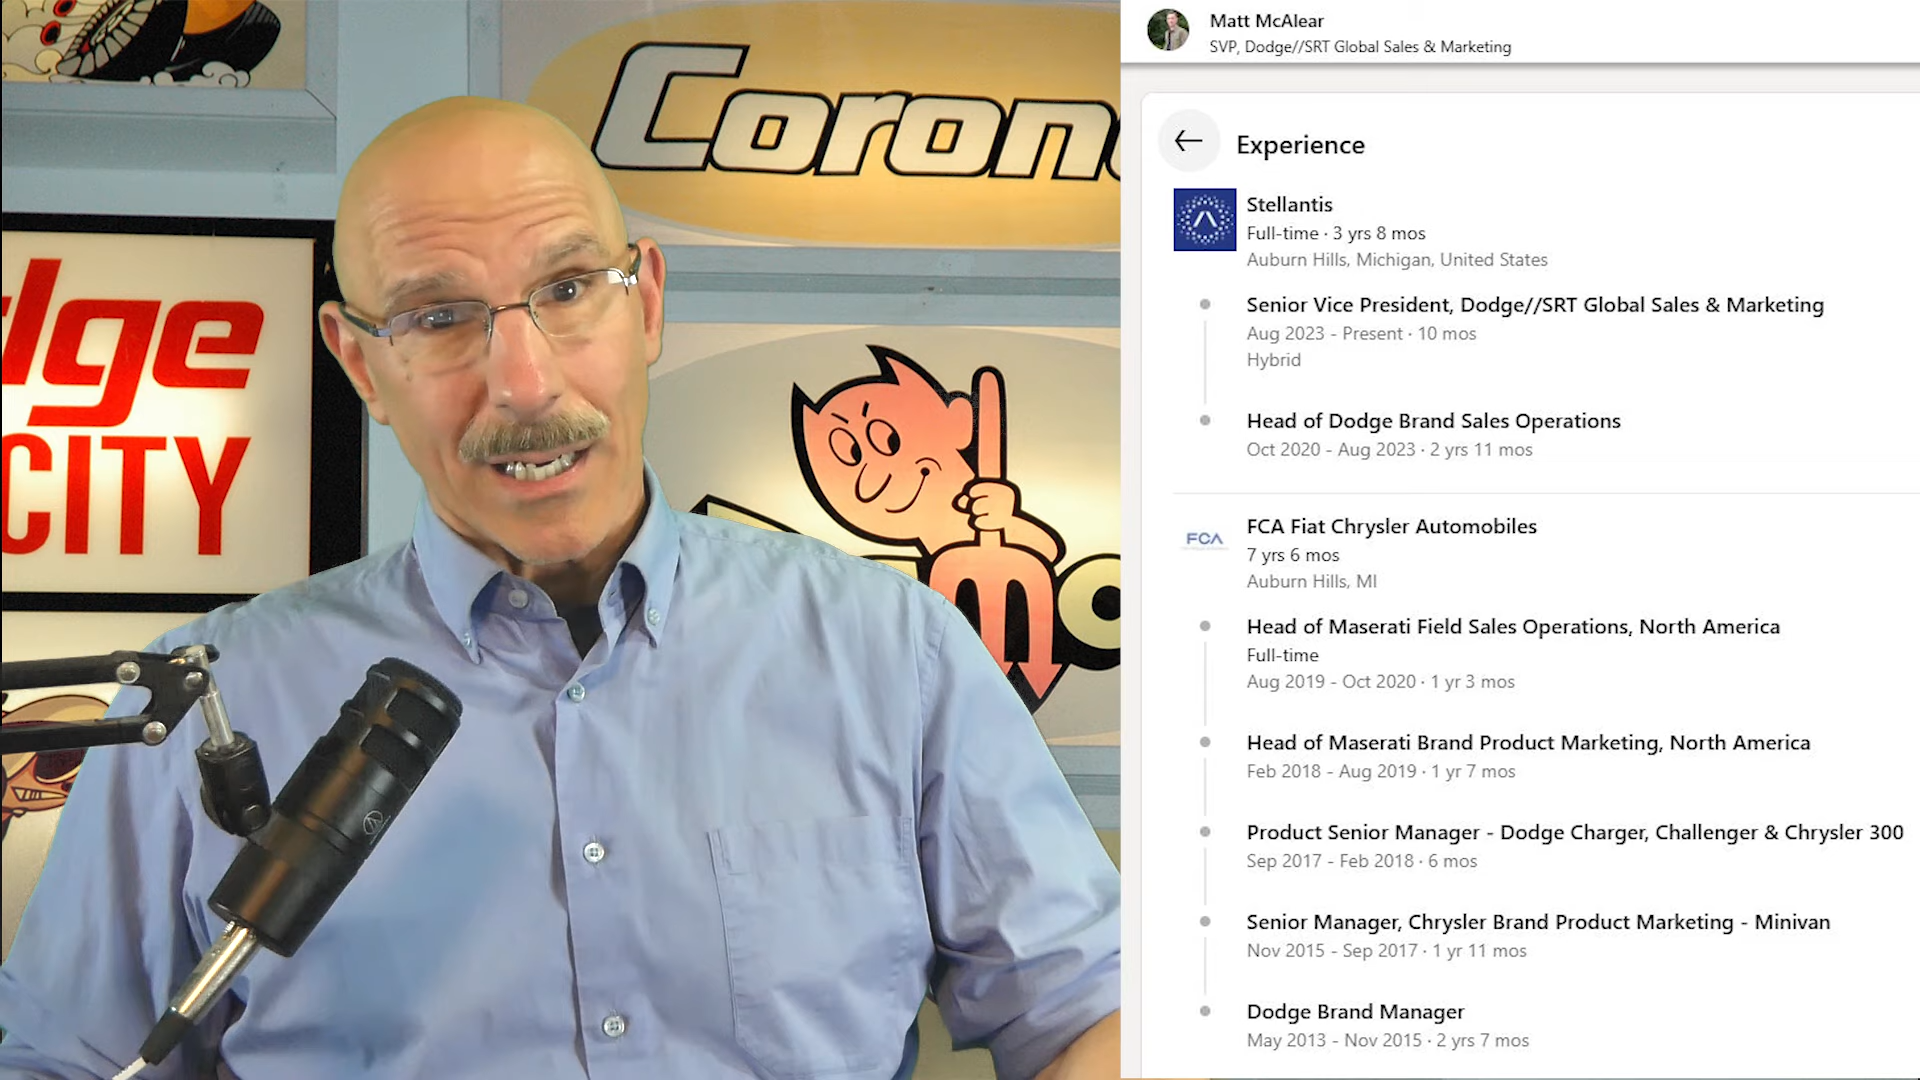 Coron
dge
CITY
mo
Matt McAlear
SVP, Dodge//SRT Global Sales & Marketing
Experience
Stellantis
Full-time · 3 yrs 8 mos
Auburn Hills, Michigan, United States
Senior Vice President, Dodge//SRT Global Sales & Marketing
Aug 2023 - Present · 10 mos
Hybrid
Head of Dodge Brand Sales Operations
Oct 2020 - Aug 2023 · 2 yrs 11 mos
FCA
FCA Fiat Chrysler Automobiles
7 yrs 6 mos
Auburn Hills, MI
Head of Maserati Field Sales Operations, North America
Full-time
Aug 2019 - Oct 2020 · 1 yr 3 mos
Head of Maserati Brand Product Marketing, North America
Feb 2018 - Aug 2019 · 1 yr 7 mos
Product Senior Manager - Dodge Charger, Challenger & Chrysler 300
Sep 2017 - Feb 2018 · 6 mos
Senior Manager, Chrysler Brand Product Marketing - Minivan
Nov 2015 - Sep 2017 · 1 yr 11 mos
Dodge Brand Manager
May 2013 - Nov 2015 · 2 yrs 7 mos